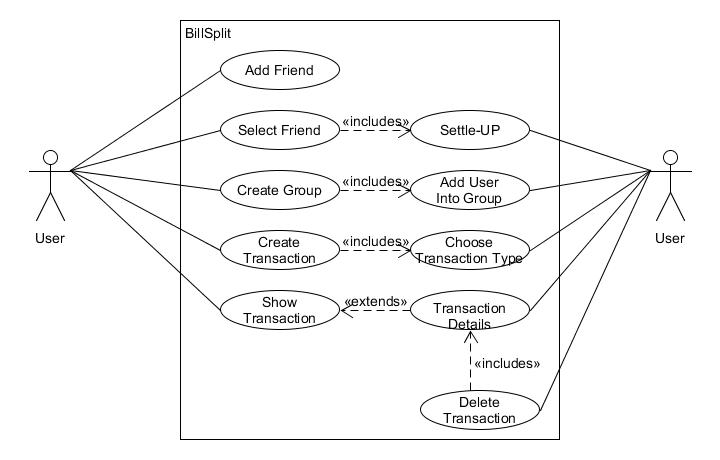 BillSplit
Add Friend
Select Friend
«includes»
Settle-UP
Create Group
«includes»
Add User
Into Group
Create
Transaction
«includes»
Choose
Transaction Type
User
User
Show
Transaction
«extends»
Transaction
Details
«includes»
Delete
Transaction